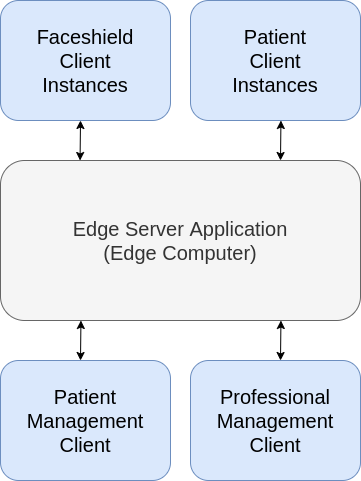 Faceshield
Client
Instances
Patient
Client
Instances
Edge Server Application
(Edge Computer)
Patient
Management
Client
Professional
Management
Client